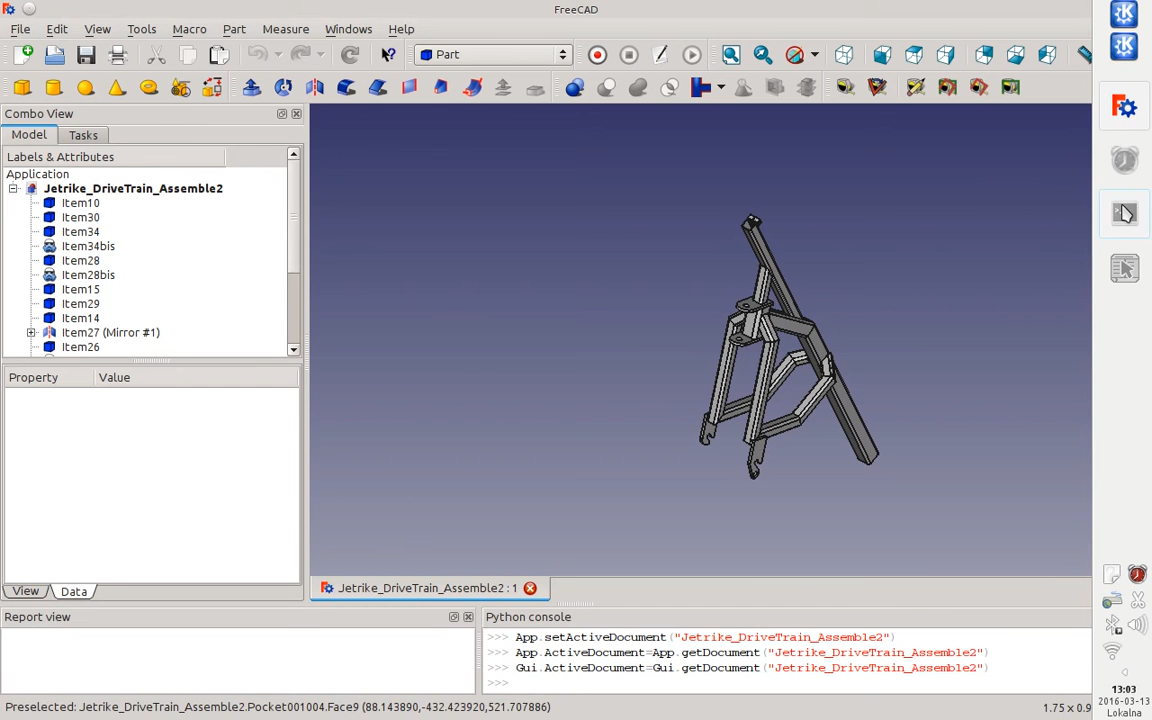 FreeCAD
File Edit View Tools Macro Part Measure Windows Help
Part
Combo View
Model Tasks
Labels & Attributes
Application
Jetrike_DriveTrain_Assemble2
Item10
Item30
Item34
Item34bis
Item28
Item28bis
Item15
Item29
Item14
Item27 (Mirror #1)
Item26
Property Value
View Data
Jetrike_DriveTrain_Assemble2 : 1
Report view
Python console
>>> App.setActiveDocument("Jetrike_DriveTrain_Assemble2")
>>> App.ActiveDocument=App.getDocument("Jetrike_DriveTrain_Assemble2")
>>> Gui.ActiveDocument=Gui.getDocument("Jetrike_DriveTrain_Assemble2")
>>>
Preselected: Jetrike_DriveTrain_Assemble2.Pocket001004.Face9 (88.143890,-432.423920,521.707886)
1.75 x 0.9
13:03
2016-03-13
Lokalna